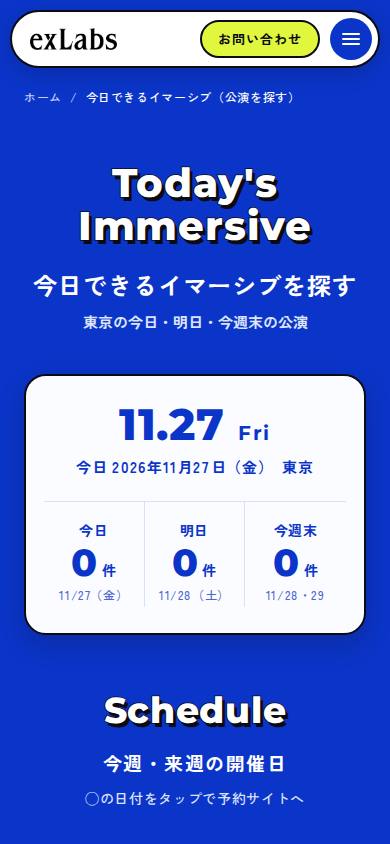 exLabs
お問い合わせ
ホーム / 今日できるイマーシブ（公演を探す）
Today's
Immersive
今日できるイマーシブを探す
東京の今日・明日・今週末の公演
11.27 Fri
今日 2026年11月27日（金） 東京
今日 明日 今週末
0件 0件 0件
11/27（金） 11/28（土） 11/28・29
Schedule
今週・来週の開催日
◯の日付をタップで予約サイトへ